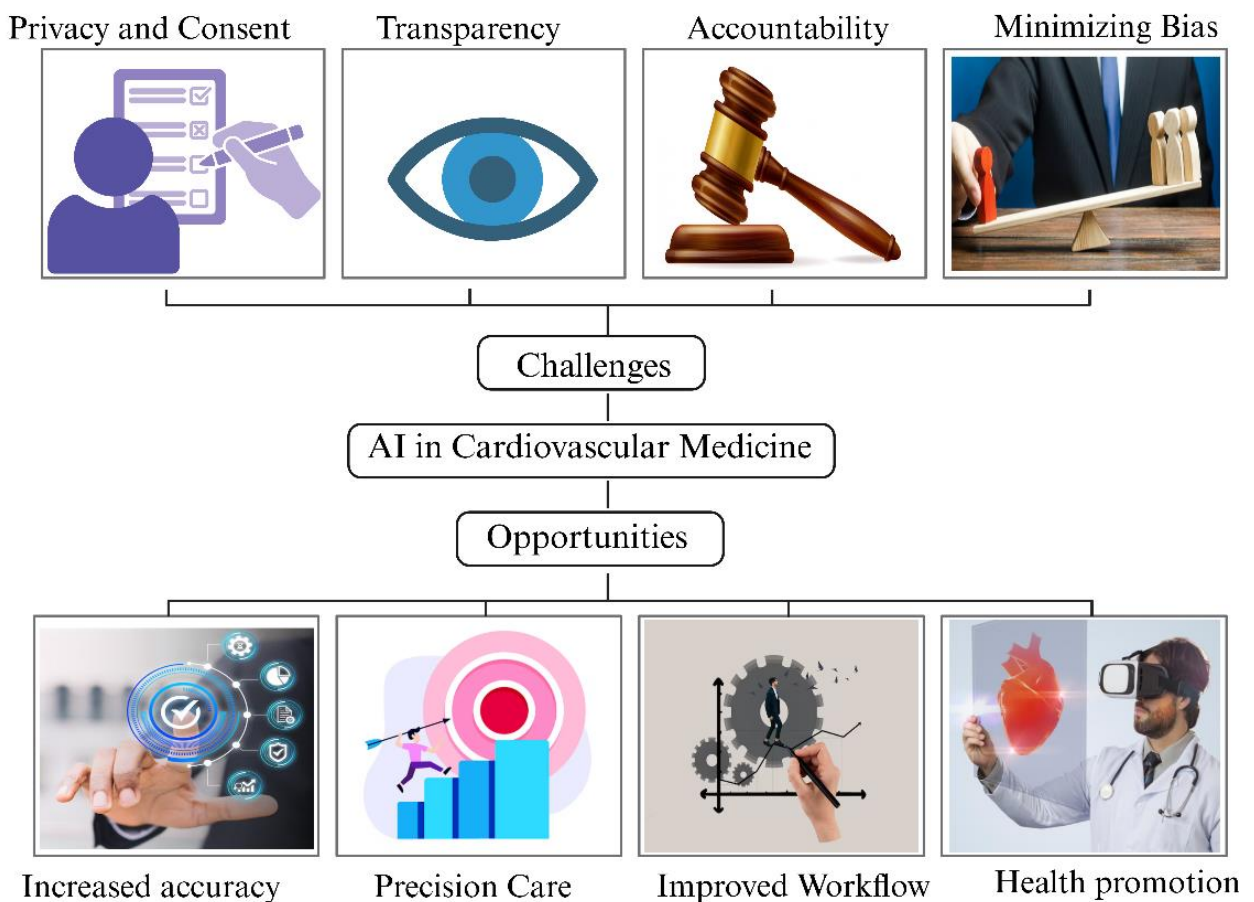 Privacy and Consent
Transparency
Accountability
Minimizing Bias
Challenges
AI in Cardiovascular Medicine
Opportunities
Increased accuracy
Precision Care
Improved Workflow
Health promotion